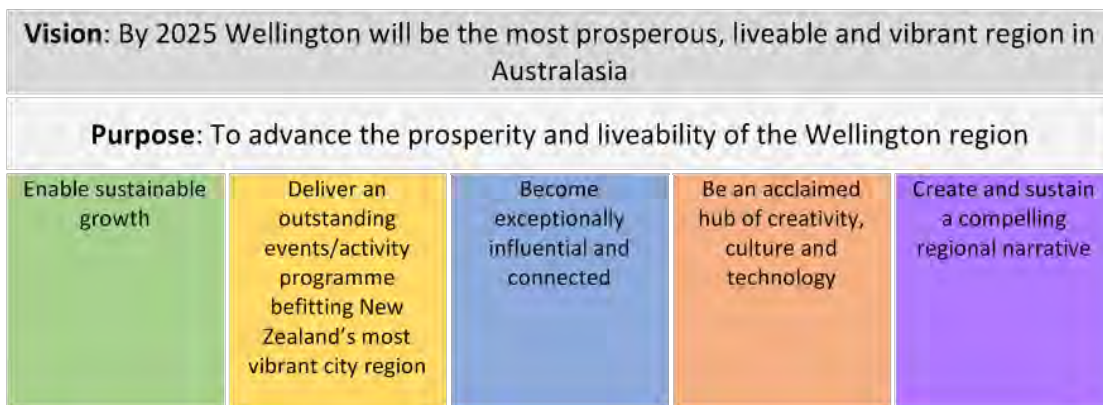 Vision: By 2025 Wellington will be the most prosperous, liveable and vibrant region in
Australasia
Purpose: To advance the prosperity and liveability of the Wellington region
Enable sustainable
growth
Deliver an
outstanding
events/activity
programme
befitting New
Zealand’s most
vibrant city region
Become
exceptionally
influential and
connected
Be an acclaimed
hub of creativity,
culture and
technology
Create and sustain
a compelling
regional narrative